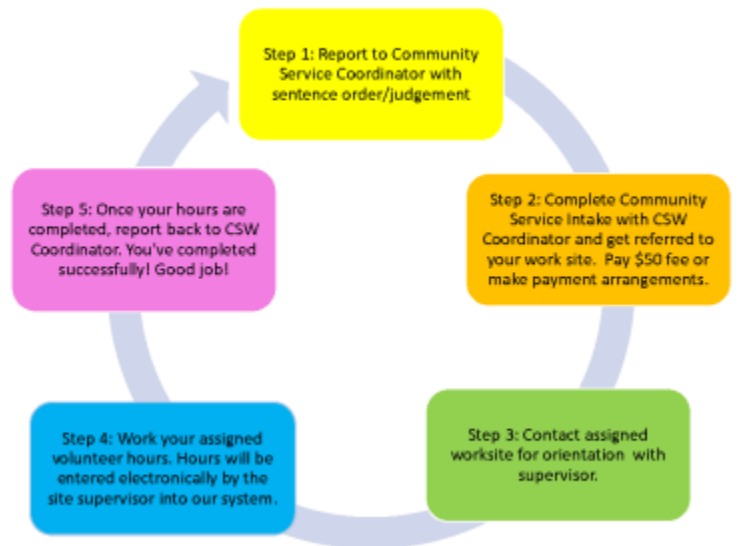 Step 1: Report to Community
Service Coordinator with
sentence order/judgement
Step 2: Complete Community
Service Intake with CSW
Coordinator and get referred to
your work site.  Pay $50 fee or
make payment arrangements.
Step 3: Contact assigned
worksite for orientation  with
supervisor.
Step 4: Work your assigned
volunteer hours. Hours will be
entered electronically by the
site supervisor into our system.
Step 5: Once your hours are
completed, report back to CSW
Coordinator. You've completed
successfully! Good job!